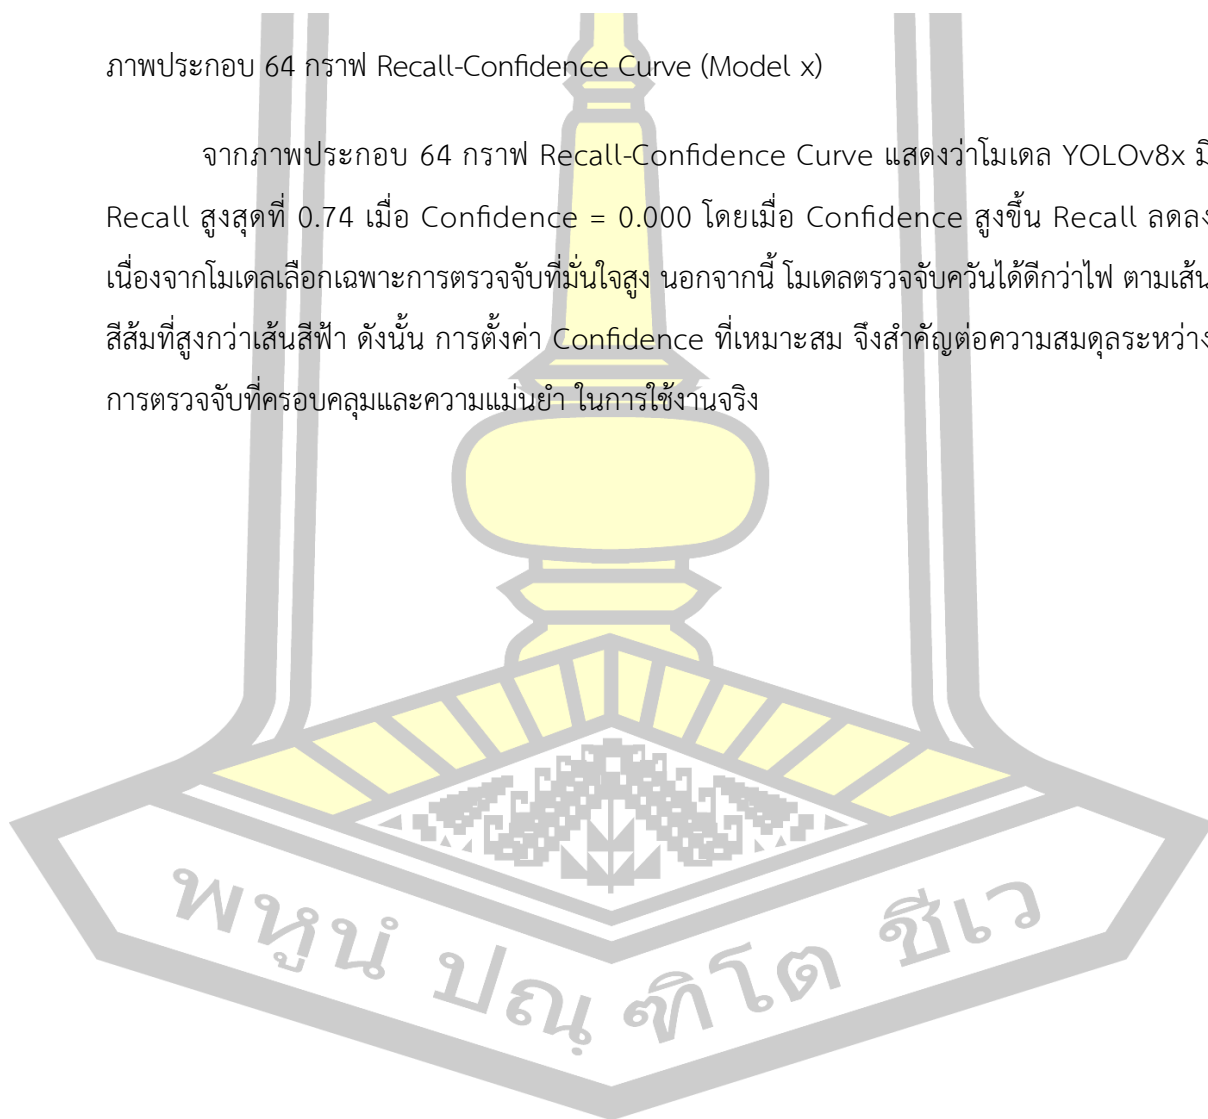 ภาพประกอบ 64 กราฟ Recall-Confidence Curve (Model x)
จากภาพประกอบ 64 กราฟ Recall-Confidence Curve แสดงว่าโมเดล YOLOv8x มี
Recall สูงสุดที่ 0.74 เมื่อ Confidence = 0.000 โดยเมื่อ Confidence สูงขึ้น Recall ลดลง
เนื่องจากโมเดลเลือกเฉพาะการตรวจจับที่มั่นใจสูง นอกจากนี้ โมเดลตรวจจับควันได้ดีกว่าไฟ ตามเส้น
สีส้มที่สูงกว่าเส้นสีฟ้า ดังนั้น การตั้งค่า Confidence ที่เหมาะสม จึงสำคัญต่อความสมดุลระหว่าง
การตรวจจับที่ครอบคลุมและความแม่นยำ ในการใช้งานจริง
พหูนํ ปณฺ ฑิโต ชีเว